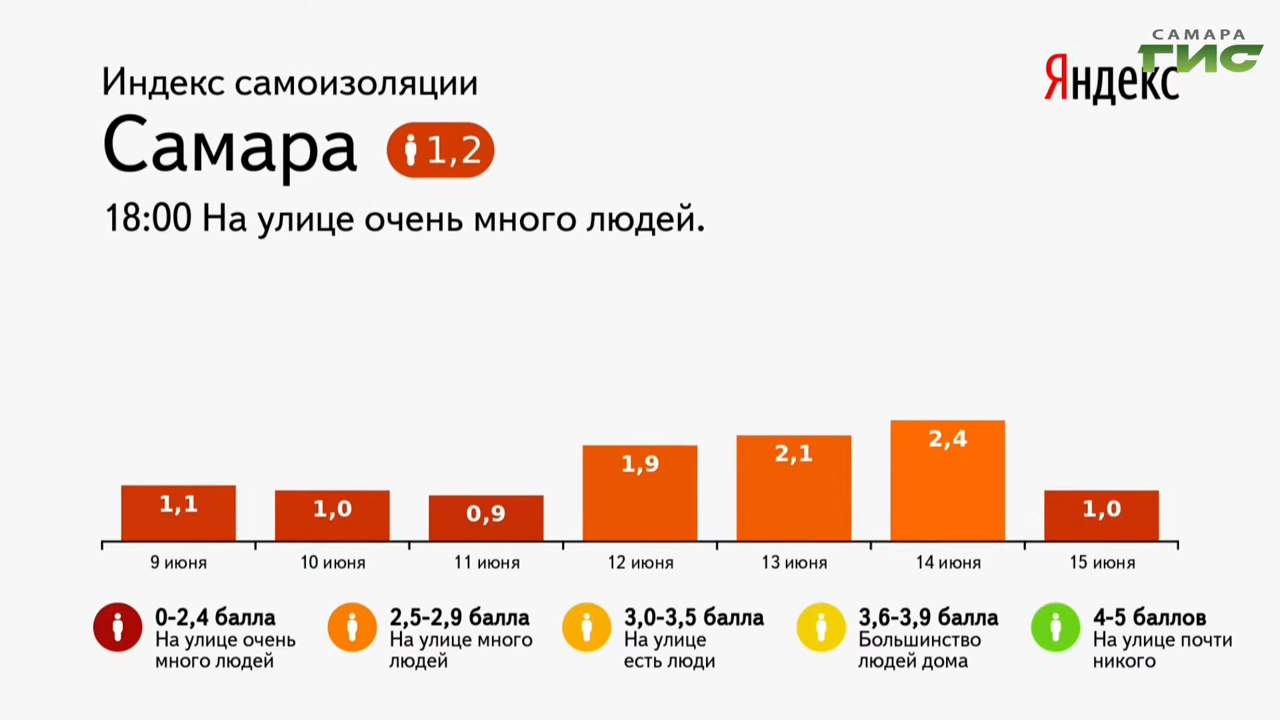 САМАРА
ГИС
Яндекс
Индекс самоизоляции
Самара 1,2
18:00 На улице очень много людей.
1,1
1,0
0,9
1,9
2,1
2,4
1,0
9 июня
10 июня
11 июня
12 июня
13 июня
14 июня
15 июня
0-2,4 балла
На улице очень
много людей
2,5-2,9 балла
На улице много
людей
3,0-3,5 балла
На улице
есть люди
3,6-3,9 балла
Большинство
людей дома
4-5 баллов
На улице почти
никого